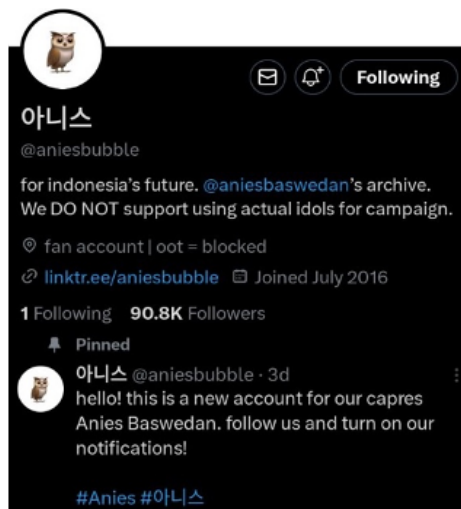 Following
아니스
@aniesbubble
for indonesia's future. @aniesbaswedan's archive.
We DO NOT support using actual idols for campaign.
fan account | oot = blocked
linktr.ee/aniesbubble Joined July 2016
1 Following 90.8K Followers
Pinned
아니스 @aniesbubble · 3d
hello! this is a new account for our capres
Anies Baswedan. follow us and turn on our
notifications!
#Anies #아니스